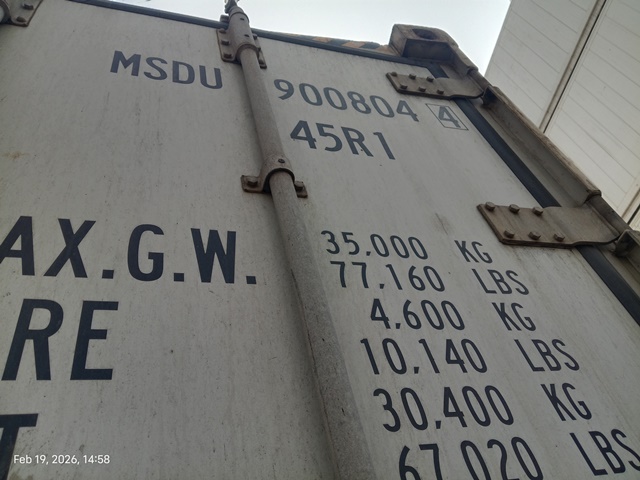 MSDU 900804 4
45R1
AX.G.W. 35,000 KG
77,160 LBS
RE 4,600 KG
10,140 LBS
T 30,400 KG
67,020 LBS
Feb 19, 2026, 14:58